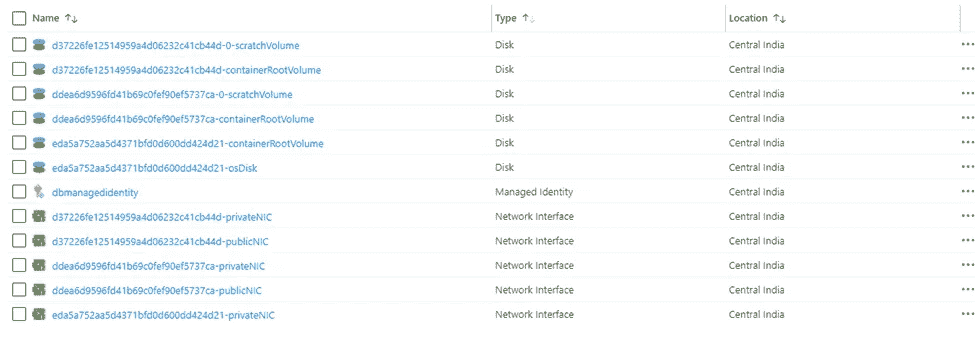 Name Type Location
d37226fe12514959a4d06232c41cb44d-0-scratchVolume Disk Central India
d37226fe12514959a4d06232c41cb44d-containerRootVolume Disk Central India
ddea6d9596fd41b69c0fef90ef5737ca-0-scratchVolume Disk Central India
ddea6d9596fd41b69c0fef90ef5737ca-containerRootVolume Disk Central India
eda5a752aa5d4371bfd0d600dd424d21-containerRootVolume Disk Central India
eda5a752aa5d4371bfd0d600dd424d21-osDisk Disk Central India
dbmanagedidentity Managed Identity Central India
d37226fe12514959a4d06232c41cb44d-privateNIC Network Interface Central India
d37226fe12514959a4d06232c41cb44d-publicNIC Network Interface Central India
ddea6d9596fd41b69c0fef90ef5737ca-privateNIC Network Interface Central India
ddea6d9596fd41b69c0fef90ef5737ca-publicNIC Network Interface Central India
eda5a752aa5d4371bfd0d600dd424d21-privateNIC Network Interface Central India